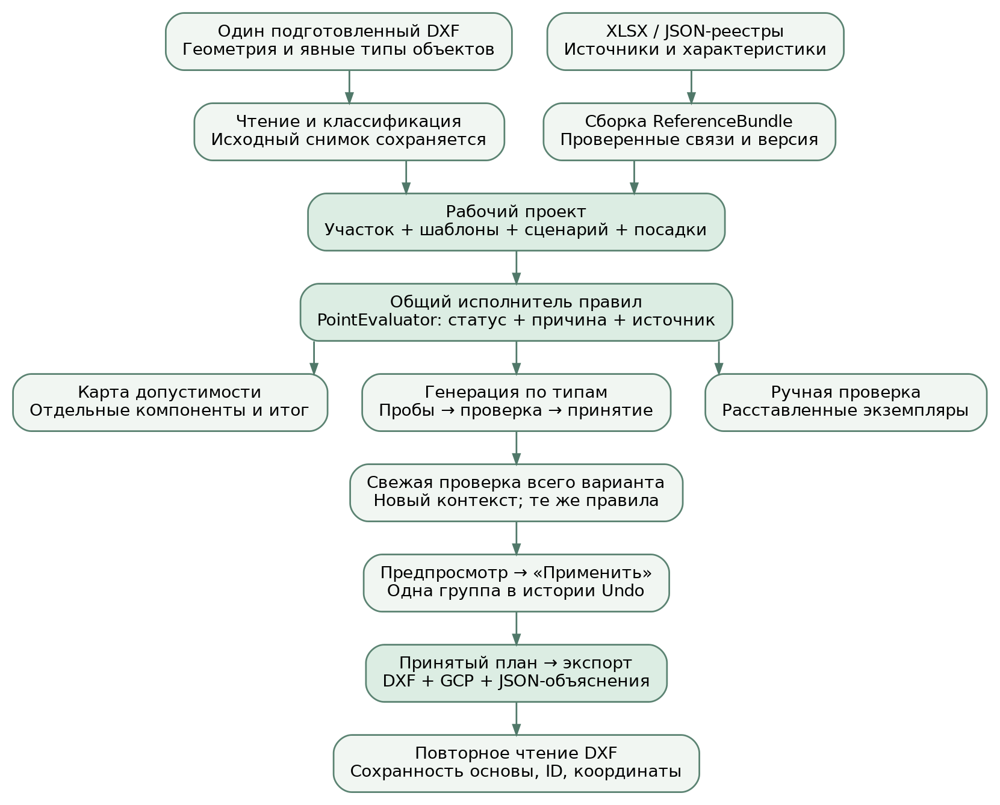 Один подготовленный DXF
Геометрия и явные типы объектов
XLSX / JSON-реестры
Источники и характеристики
Чтение и классификация
Исходный снимок сохраняется
Сборка ReferenceBundle
Проверенные связи и версия
Рабочий проект
Участок + шаблоны + сценарий + посадки
Общий исполнитель правил
PointEvaluator: статус + причина + источник
Карта допустимости
Отдельные компоненты и итог
Генерация по типам
Пробы → проверка → принятие
Ручная проверка
Расставленные экземпляры
Свежая проверка всего варианта
Новый контекст; те же правила
Предпросмотр → «Применить»
Одна группа в истории Undo
Принятый план → экспорт
DXF + GCP + JSON-объяснения
Повторное чтение DXF
Сохранность основы, ID, координаты